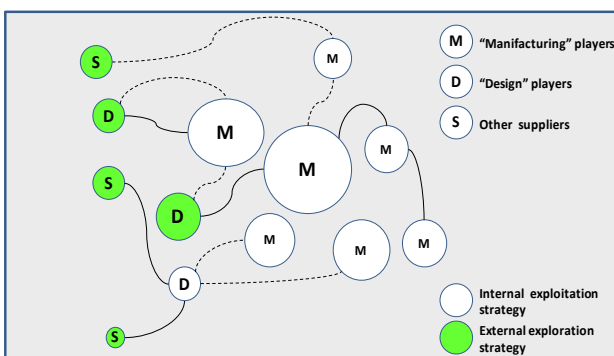 S
M
M "Manifacturing" players
D
M
D "Design" players
S Other suppliers
M
M
S
D
M
M
M
D
Internal exploitation
strategy
S
External exploration
strategy